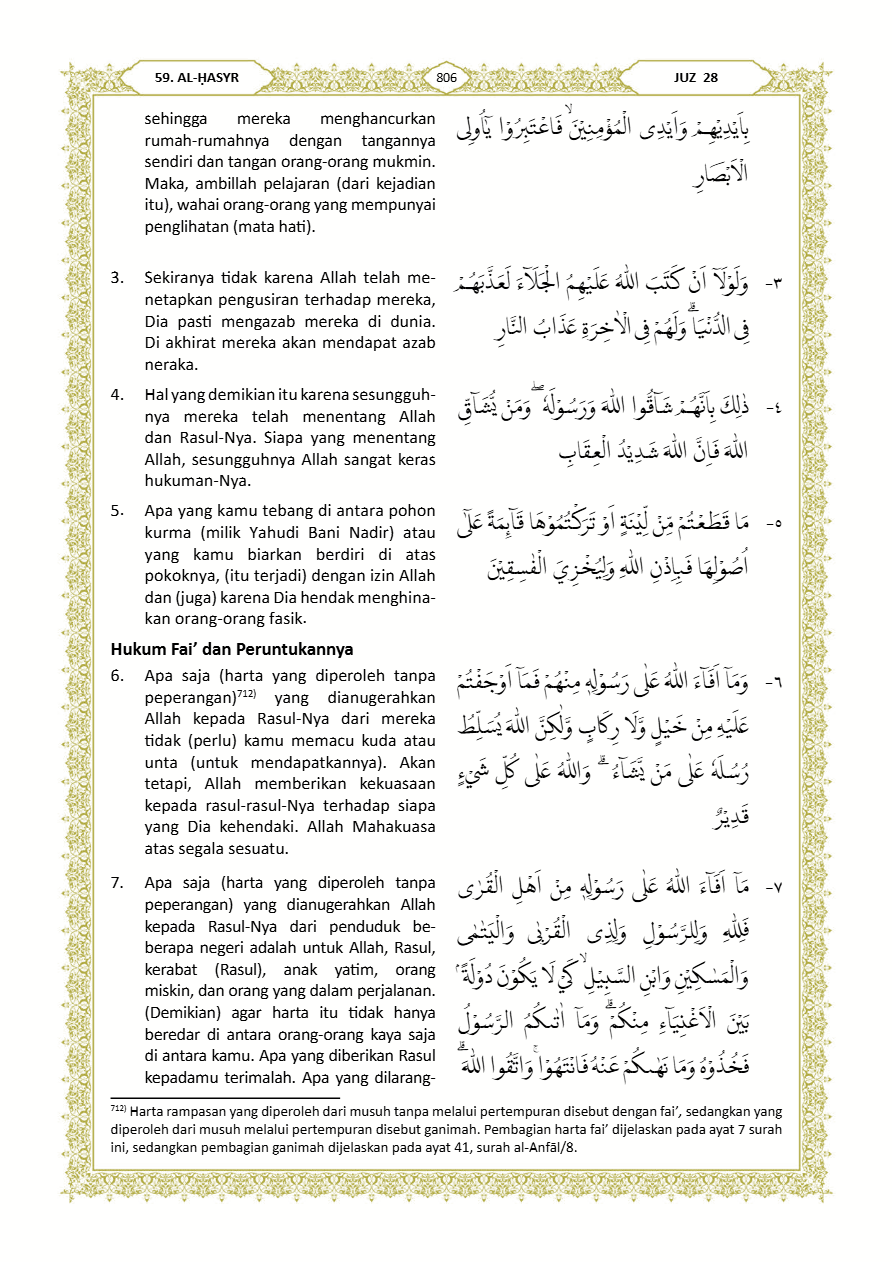 59. AL-ḤASYR
806
JUZ 28
sehingga mereka menghancurkan
rumah-rumahnya dengan tangannya
sendiri dan tangan orang-orang mukmin.
Maka, ambillah pelajaran (dari kejadian
itu), wahai orang-orang yang mempunyai
penglihatan (mata hati).
بِاَيْدِيْهِمْ وَاَيْدِى الْمُؤْمِنِيْنَۙ فَاعْتَبِرُوْا يٰٓاُولِى
الْاَبْصَارِ
3. Sekiranya tidak karena Allah telah me-
netapkan pengusiran terhadap mereka,
Dia pasti mengazab mereka di dunia.
Di akhirat mereka akan mendapat azab
neraka.
٣- وَلَوْلَآ اَنْ كَتَبَ اللّٰهُ عَلَيْهِمُ الْجَلَاۤءَ لَعَذَّبَهُمْ
فِى الدُّنْيَاۗ وَلَهُمْ فِى الْاٰخِرَةِ عَذَابُ النَّارِ
4. Hal yang demikian itu karena sesungguh-
nya mereka telah menentang Allah
dan Rasul-Nya. Siapa yang menentang
Allah, sesungguhnya Allah sangat keras
hukuman-Nya.
٤- ذٰلِكَ بِاَنَّهُمْ شَاۤقُّوا اللّٰهَ وَرَسُوْلَهٗ ۖوَمَنْ يُّشَاۤقِّ
اللّٰهَ فَاِنَّ اللّٰهَ شَدِيْدُ الْعِقَابِ
5. Apa yang kamu tebang di antara pohon
kurma (milik Yahudi Bani Nadir) atau
yang kamu biarkan berdiri di atas
pokoknya, (itu terjadi) dengan izin Allah
dan (juga) karena Dia hendak menghina-
kan orang-orang fasik.
٥- مَا قَطَعْتُمْ مِّنْ لِّيْنَةٍ اَوْ تَرَكْتُمُوْهَا قَاۤىِٕمَةً عَلٰٓى
اُصُوْلِهَا فَبِاِذْنِ اللّٰهِ وَلِيُخْزِيَ الْفٰسِقِيْنَ
Hukum Fai’ dan Peruntukannya
6. Apa saja (harta yang diperoleh tanpa
peperangan)712) yang dianugerahkan
Allah kepada Rasul-Nya dari mereka
tidak (perlu) kamu memacu kuda atau
unta (untuk mendapatkannya). Akan
tetapi, Allah memberikan kekuasaan
kepada rasul-rasul-Nya terhadap siapa
yang Dia kehendaki. Allah Mahakuasa
atas segala sesuatu.
٦- وَمَآ اَفَاۤءَ اللّٰهُ عَلٰى رَسُوْلِهٖ مِنْهُمْ فَمَآ اَوْجَفْتُمْ
عَلَيْهِ مِنْ خَيْلٍ وَّلَا رِكَابٍ وَّلٰكِنَّ اللّٰهَ يُسَلِّطُ
رُسُلَهٗ عَلٰى مَنْ يَّشَاۤءُۗ وَاللّٰهُ عَلٰى كُلِّ شَيْءٍ
قَدِيْرٌ
7. Apa saja (harta yang diperoleh tanpa
peperangan) yang dianugerahkan Allah
kepada Rasul-Nya dari penduduk be-
berapa negeri adalah untuk Allah, Rasul,
kerabat (Rasul), anak yatim, orang
miskin, dan orang yang dalam perjalanan.
(Demikian) agar harta itu tidak hanya
beredar di antara orang-orang kaya saja
di antara kamu. Apa yang diberikan Rasul
kepadamu terimalah. Apa yang dilarang-
٧- مَآ اَفَاۤءَ اللّٰهُ عَلٰى رَسُوْلِهٖ مِنْ اَهْلِ الْقُرٰى
فَلِلّٰهِ وَلِلرَّسُوْلِ وَلِذِى الْقُرْبٰى وَالْيَتٰمٰى
وَالْمَسٰكِيْنِ وَابْنِ السَّبِيْلِۙ كَيْ لَا يَكُوْنَ دُوْلَةً ۢ
بَيْنَ الْاَغْنِيَاۤءِ مِنْكُمْۗ وَمَآ اٰتٰىكُمُ الرَّسُوْلُ
فَخُذُوْهُ وَمَا نَهٰىكُمْ عَنْهُ فَانْتَهُوْاۚ وَاتَّقُوا اللّٰهَۗ
712) Harta rampasan yang diperoleh dari musuh tanpa melalui pertempuran disebut dengan fai’, sedangkan yang
diperoleh dari musuh melalui pertempuran disebut ganimah. Pembagian harta fai’ dijelaskan pada ayat 7 surah
ini, sedangkan pembagian ganimah dijelaskan pada ayat 41, surah al-Anfāl/8.